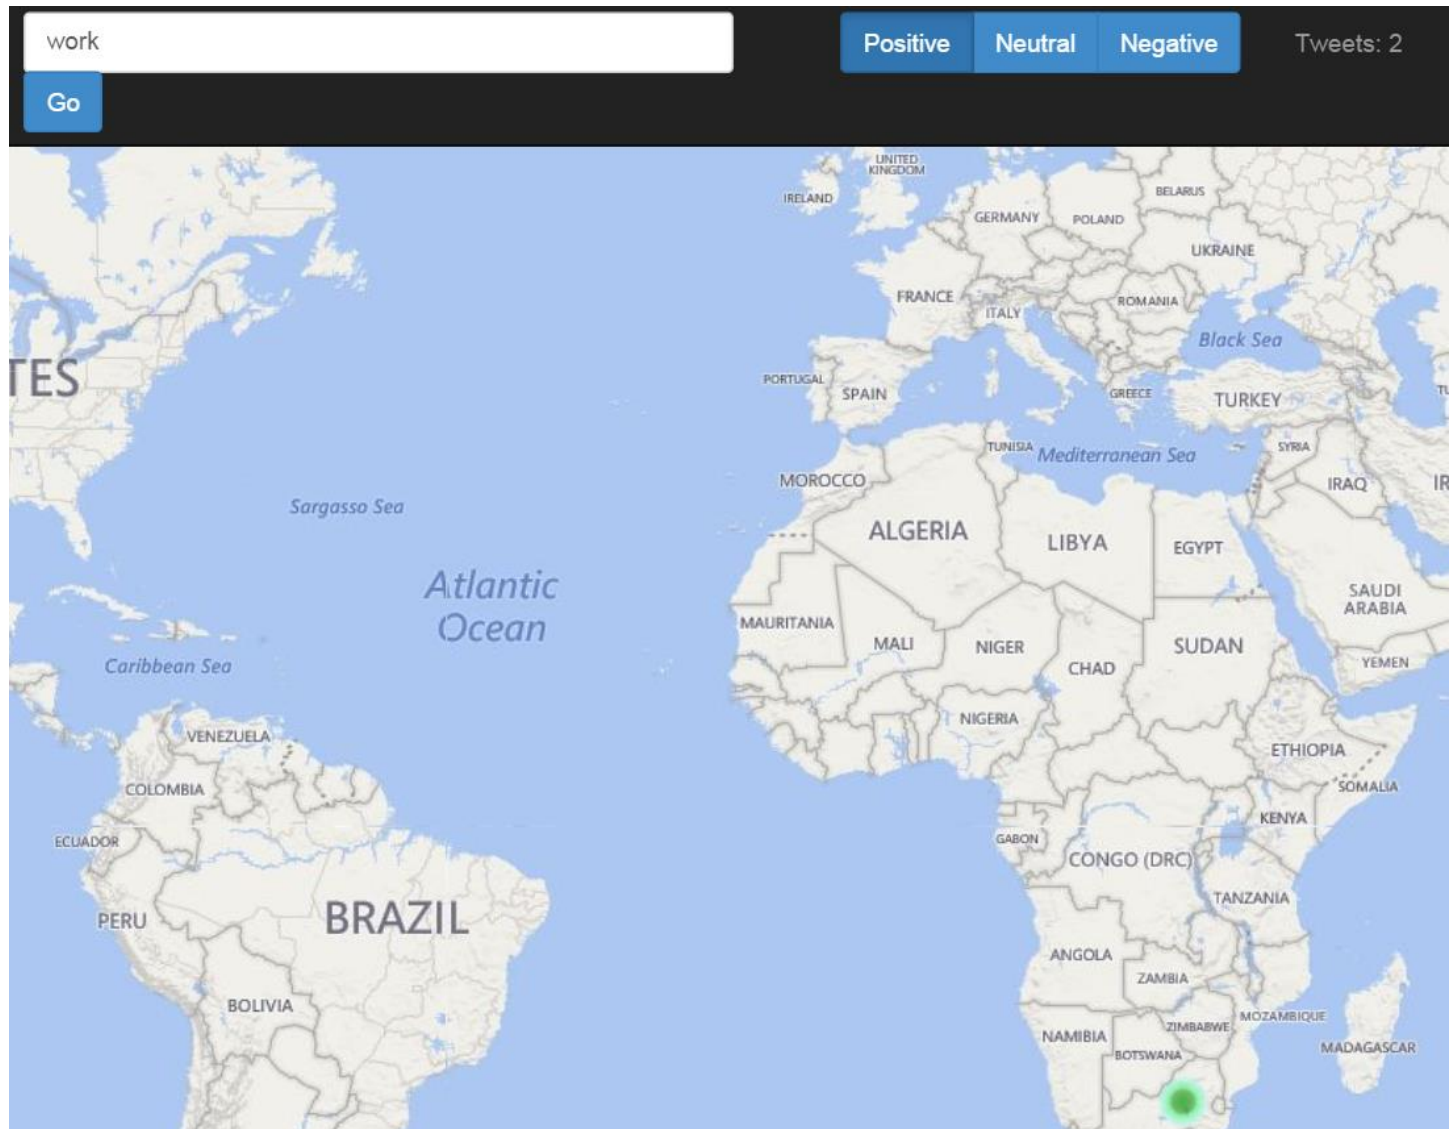 work
Positive Neutral Negative Tweets: 2
Go
UNITED
KINGDOM
IRELAND
BELARUS
GERMANY
POLAND
UKRAINE
FRANCE
ROMANIA
ITALY
Black Sea
TES
PORTUGAL
SPAIN
GREECE
TURKEY
TUNISIA
Mediterranean Sea
SYRIA
MOROCCO
IRAQ
IR
Sargasso Sea
ALGERIA
LIBYA
EGYPT
Atlantic
Ocean
SAUDI
ARABIA
MAURITANIA
MALI
NIGER
CHAD
SUDAN
YEMEN
Caribbean Sea
NIGERIA
VENEZUELA
ETHIOPIA
COLOMBIA
SOMALIA
KENYA
ECUADOR
GABON
CONGO (DRC)
TANZANIA
PERU
BRAZIL
ANGOLA
ZAMBIA
BOLIVIA
MOZAMBIQUE
ZIMBABWE
NAMIBIA
BOTSWANA
MADAGASCAR